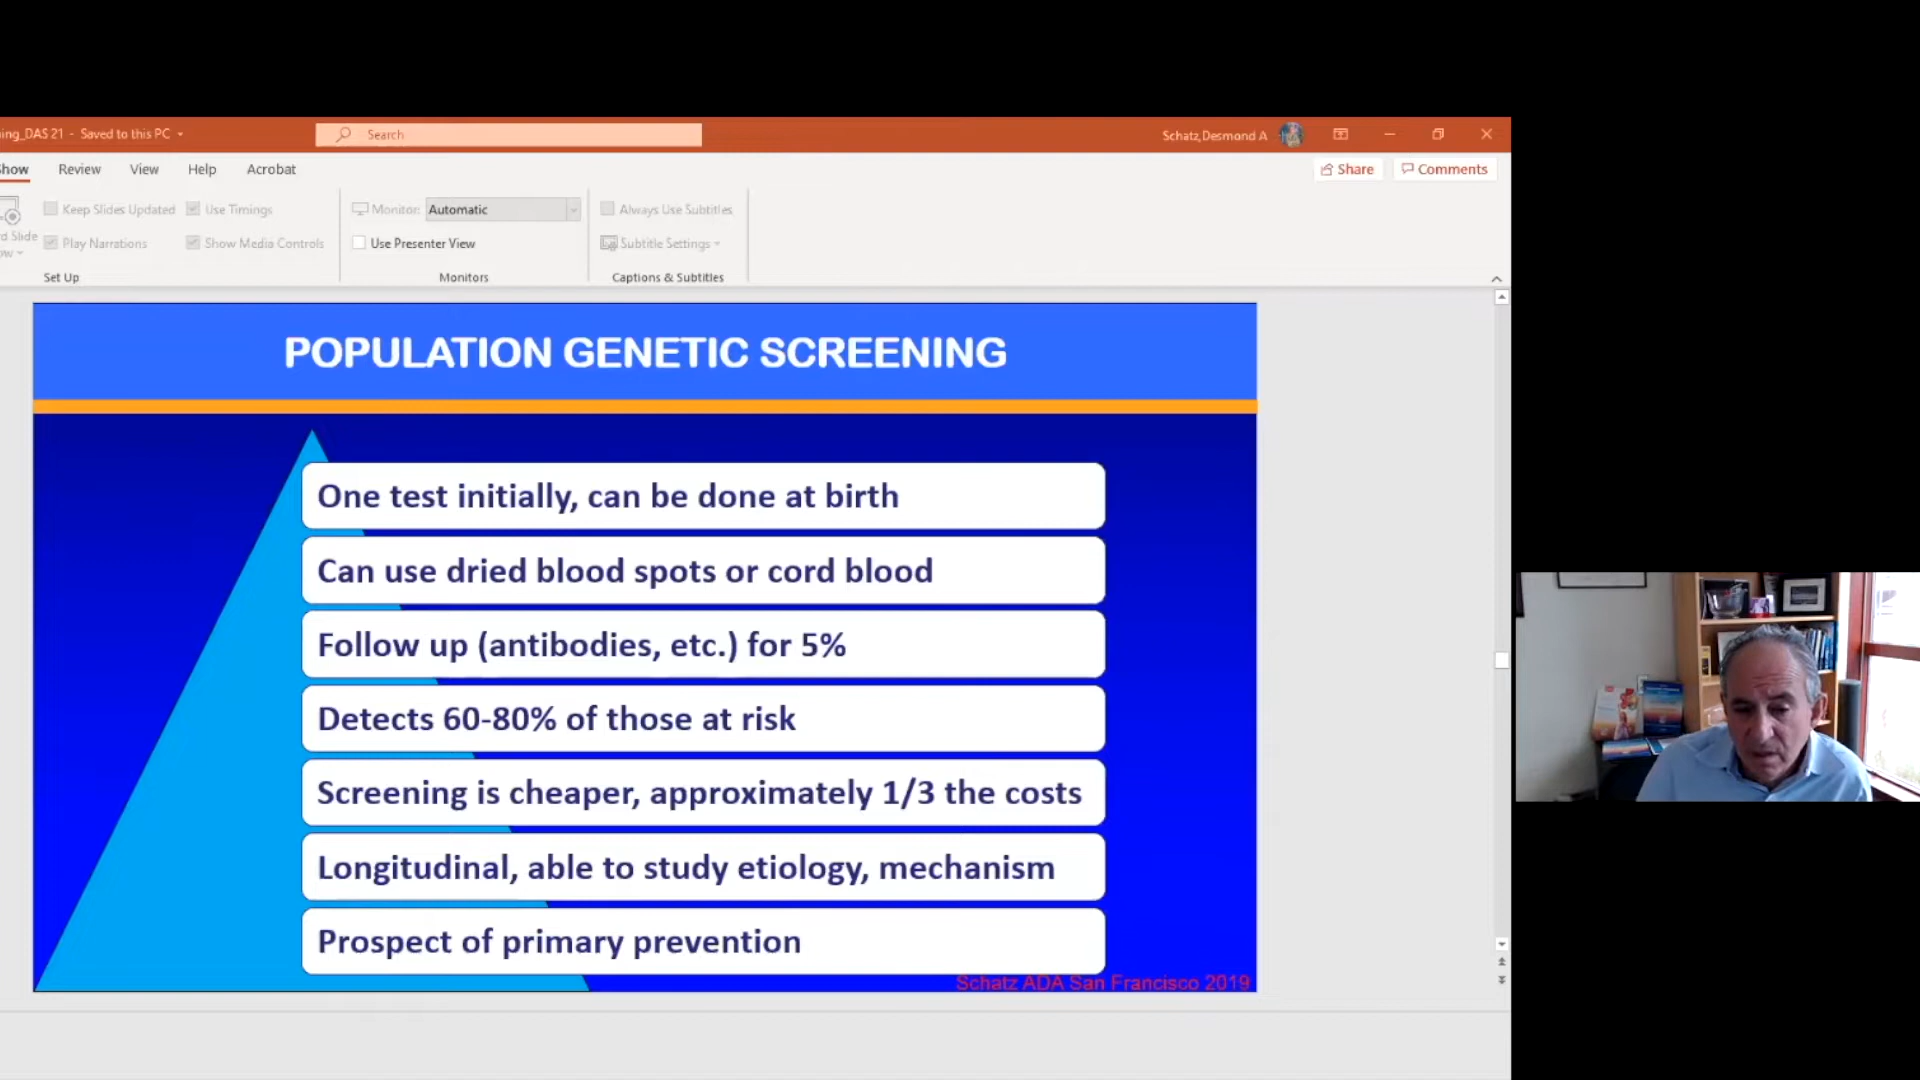 ing_DAS 21 - Saved to this PC
Search
Schatz,Desmond A
Show Review View Help Acrobat
Share Comments
Keep Slides Updated Use Timings
Monitor: Automatic
Always Use Subtitles
d Slide
Play Narrations Show Media Controls
Use Presenter View
Subtitle Settings
ow
Set Up
Monitors
Captions & Subtitles
POPULATION GENETIC SCREENING
One test initially, can be done at birth
Can use dried blood spots or cord blood
Follow up (antibodies, etc.) for 5%
Detects 60-80% of those at risk
Screening is cheaper, approximately 1/3 the costs
Longitudinal, able to study etiology, mechanism
Prospect of primary prevention
Schatz ADA San Francisco 2019